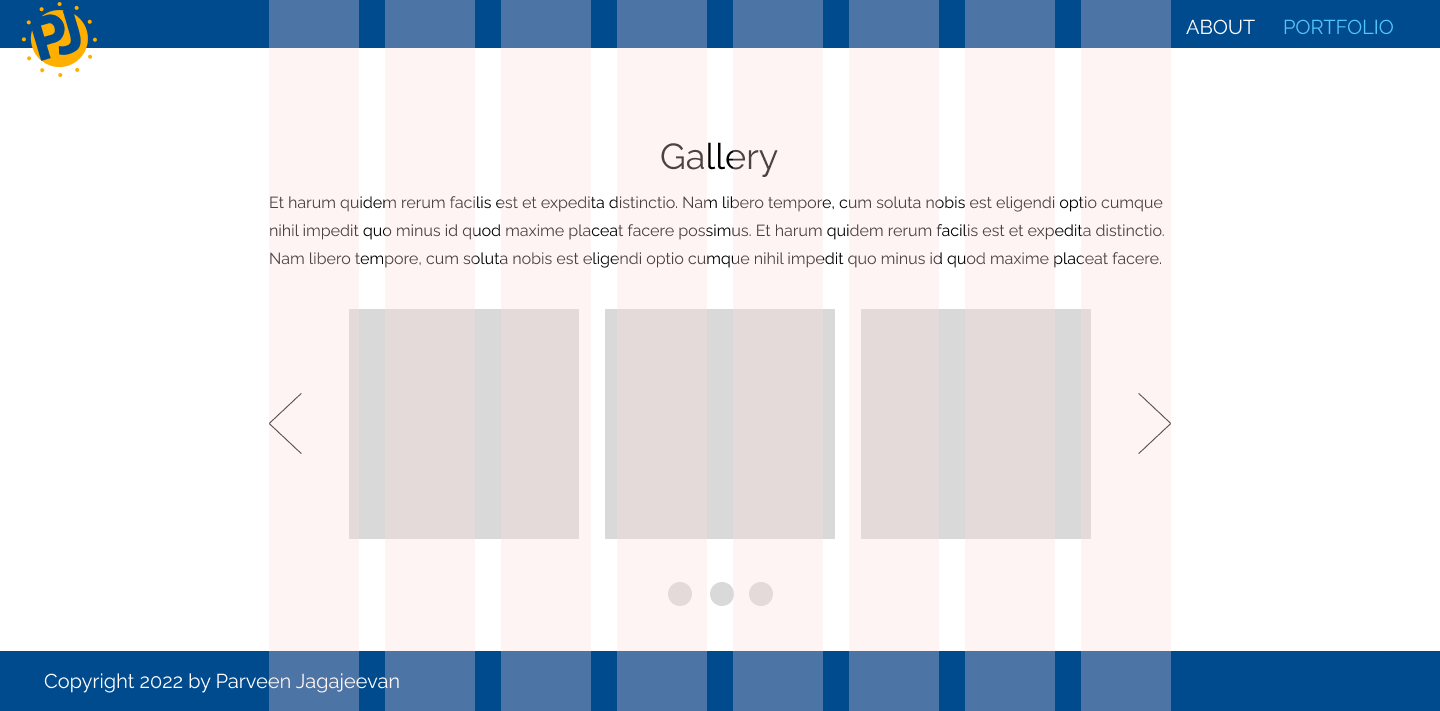 PJ
ABOUT PORTFOLIO
Gallery
Et harum quidem rerum facilis est et expedita distinctio. Nam libero tempore, cum soluta nobis est eligendi optio cumque
nihil impedit quo minus id quod maxime placeat facere possimus. Et harum quidem rerum facilis est et expedita distinctio.
Nam libero tempore, cum soluta nobis est eligendi optio cumque nihil impedit quo minus id quod maxime placeat facere.
Copyright 2022 by Parveen Jagajeevan